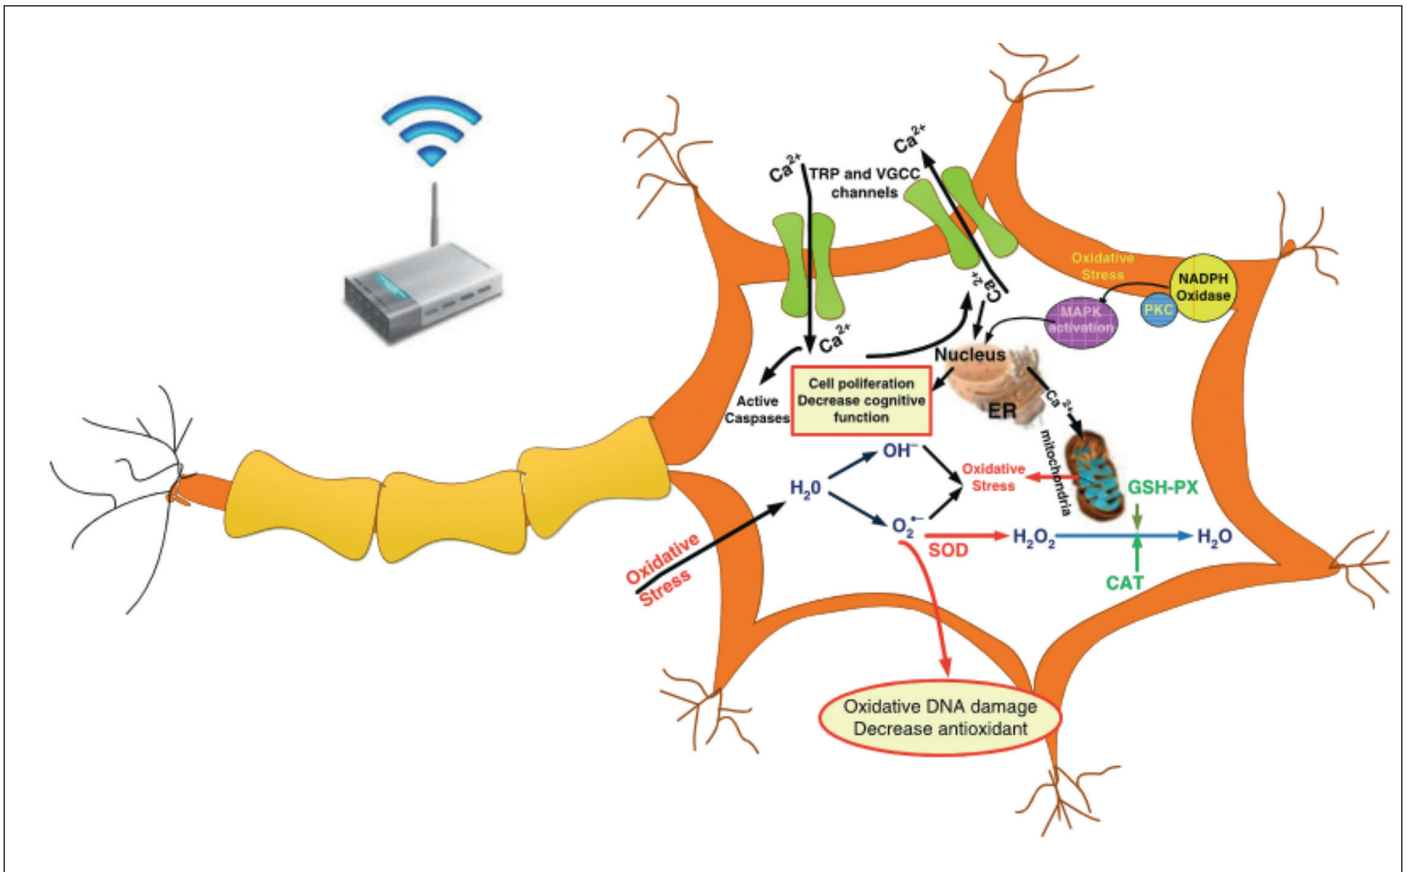 Ca²⁺
Ca²⁺
TRP and VGCC
channels
Oxidative
Stress
NADPH
Oxidase
PKC
MAPK
activation
Ca²⁺
Ca²⁺
Nucleus
ER
Ca²⁺
mitochondria
Active
Caspases
Cell poliferation
Decrease cognitive
function
OH⁻
H₂0
O₂•⁻
Oxidative
Stress
GSH-PX
SOD
H₂O₂
H₂O
CAT
Oxidative
Stress
Oxidative DNA damage
Decrease antioxidant